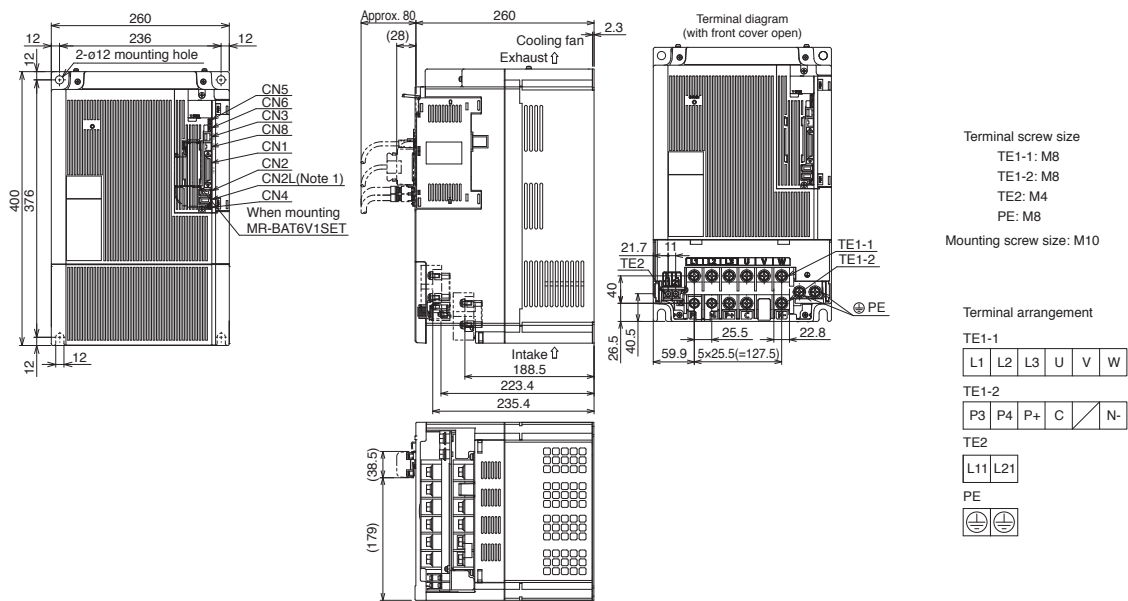 260
12
236
12
12
2-ø12 mounting hole
CN5
CN6
CN3
CN8
CN1
CN2
CN2L(Note 1)
CN4
When mounting
MR-BAT6V1SET
400
376
12
12
Approx. 80
260
(28)
2.3
Cooling fan
Exhaust
Intake
188.5
223.4
235.4
(38.5)
(179)
Terminal diagram
(with front cover open)
21.7
11
TE2
L1 L2 L3 U V W
TE1-1
TE1-2
PE
40
26.5
40.5
25.5
22.8
59.9
5×25.5(=127.5)
Terminal screw size
TE1-1: M8
TE1-2: M8
TE2: M4
PE: M8
Mounting screw size: M10
Terminal arrangement
TE1-1
L1 L2 L3 U V W
TE1-2
P3 P4 P+ C N-
TE2
L11 L21
PE